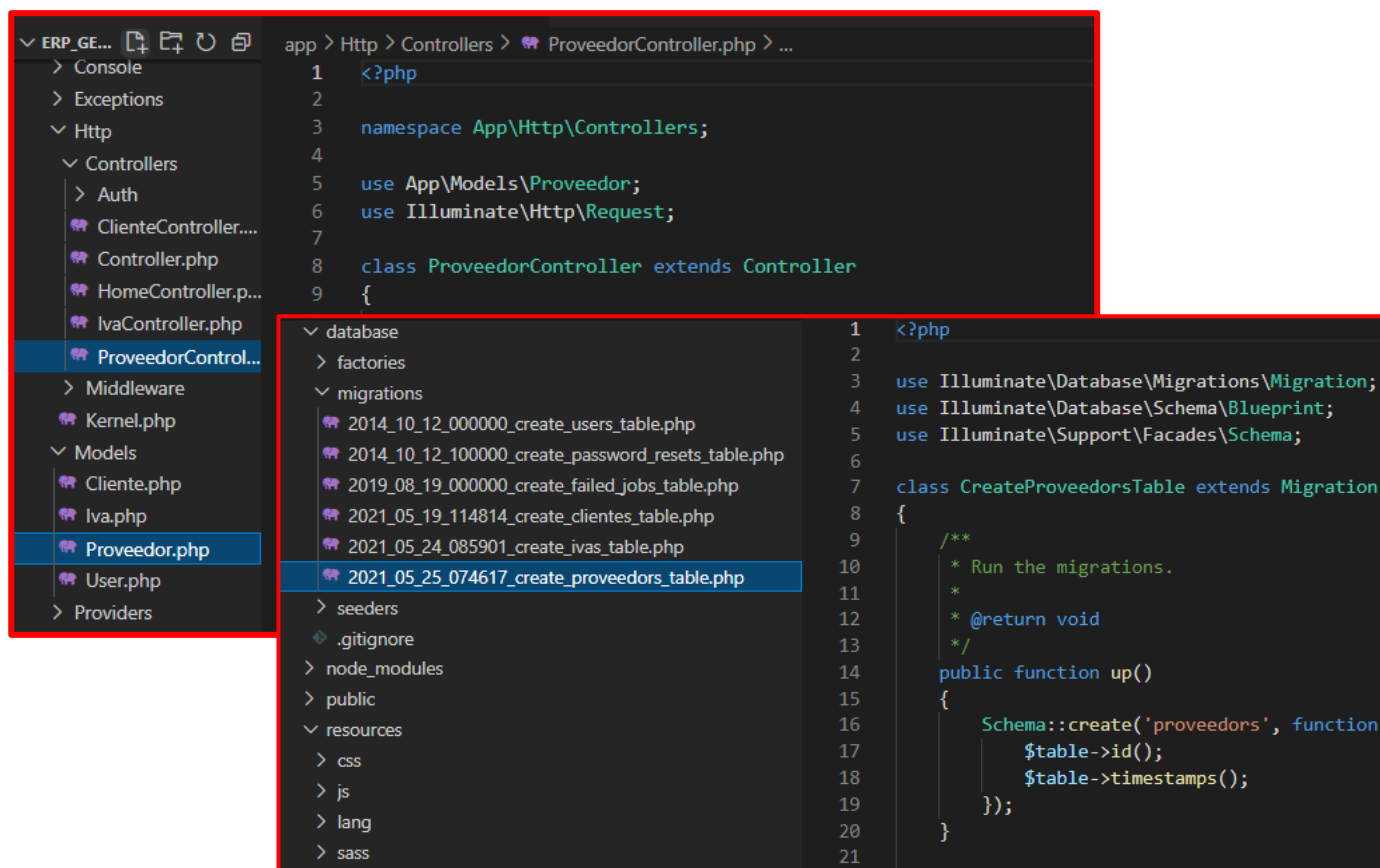 ERP_GE...
Console
Exceptions
Http
Controllers
Auth
ClienteController....
Controller.php
HomeController.p...
IvaController.php
ProveedorControl...
Middleware
Kernel.php
Models
Cliente.php
Iva.php
Proveedor.php
User.php
Providers
app > Http > Controllers > ProveedorController.php > ...
1 <?php
2
3 namespace App\Http\Controllers;
4
5 use App\Models\Proveedor;
6 use Illuminate\Http\Request;
7
8 class ProveedorController extends Controller
9 {
database
factories
migrations
2014_10_12_000000_create_users_table.php
2014_10_12_100000_create_password_resets_table.php
2019_08_19_000000_create_failed_jobs_table.php
2021_05_19_114814_create_clientes_table.php
2021_05_24_085901_create_ivas_table.php
2021_05_25_074617_create_proveedors_table.php
seeders
.gitignore
node_modules
public
resources
css
js
lang
sass
1 <?php
2
3 use Illuminate\Database\Migrations\Migration;
4 use Illuminate\Database\Schema\Blueprint;
5 use Illuminate\Support\Facades\Schema;
6
7 class CreateProveedorsTable extends Migration
8 {
9 /**
10 * Run the migrations.
11 *
12 * @return void
13 */
14 public function up()
15 {
16 Schema::create('proveedors', function
17 $table->id();
18 $table->timestamps();
19 });
20 }
21